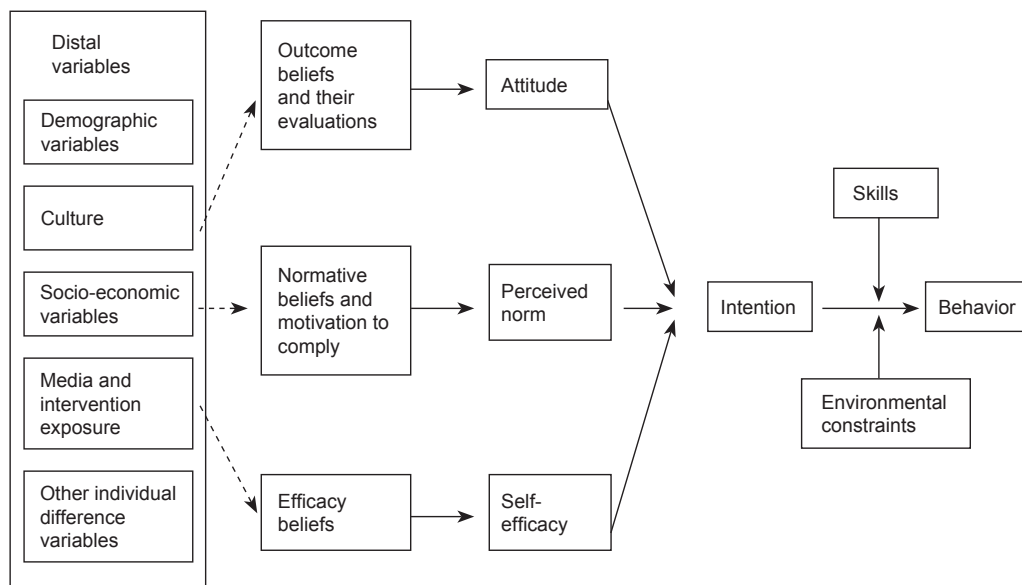 Distal
variables
Demographic
variables
Culture
Socio-economic
variables
Media and
intervention
exposure
Other individual
difference
variables
Outcome
beliefs
and their
evaluations
Normative
beliefs and
motivation to
comply
Efficacy
beliefs
Attitude
Perceived
norm
Self-
efficacy
Intention
Skills
Environmental
constraints
Behavior